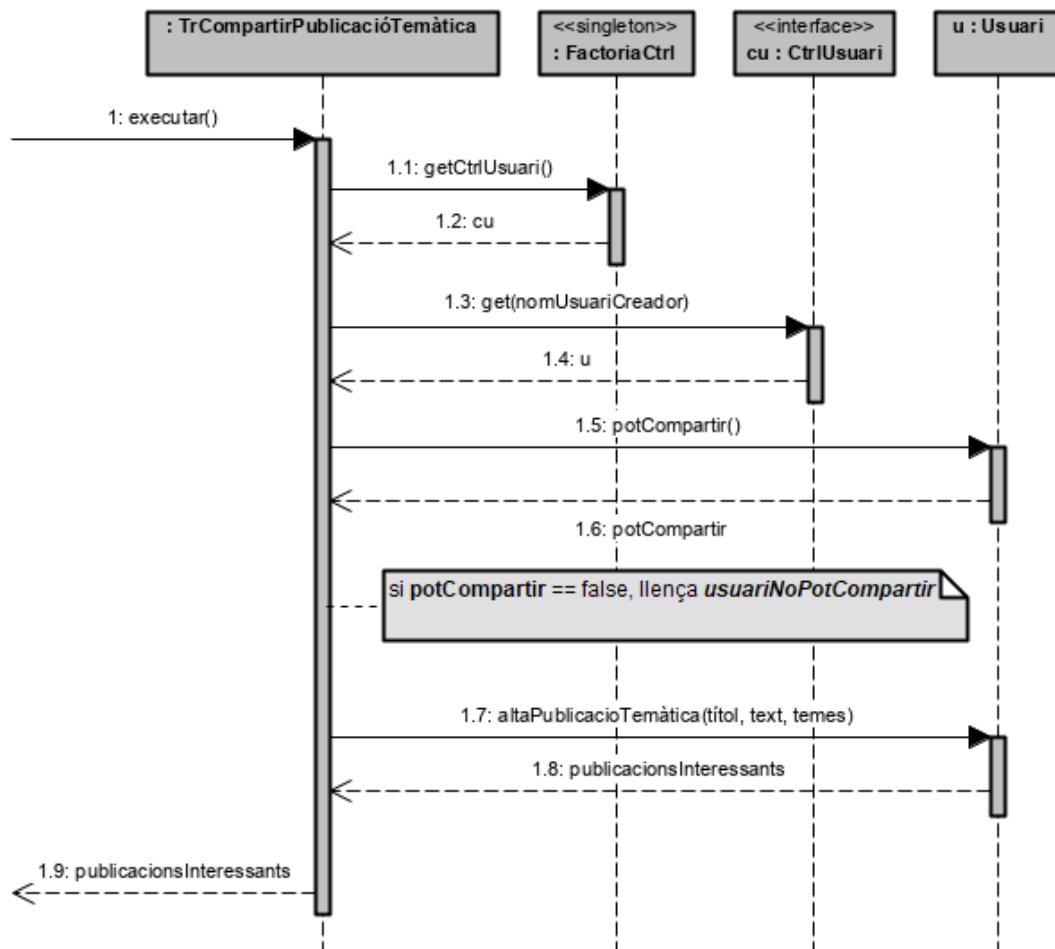 : TrCompartirPublicacióTemàtica
<<singleton>>
: FactoriaCtrl
<<interface>>
cu : CtrlUsuari
u : Usuari
1: executar()
1.1: getCtrlUsuari()
1.2: cu
1.3: get(nomUsuariCreador)
1.4: u
1.5: potCompartir()
1.6: potCompartir
si potCompartir == false, llença usuariNoPotCompartir
1.7: altaPublicacioTemàtica(títol, text, temes)
1.8: publicacionsInteressants
1.9: publicacionsInteressants